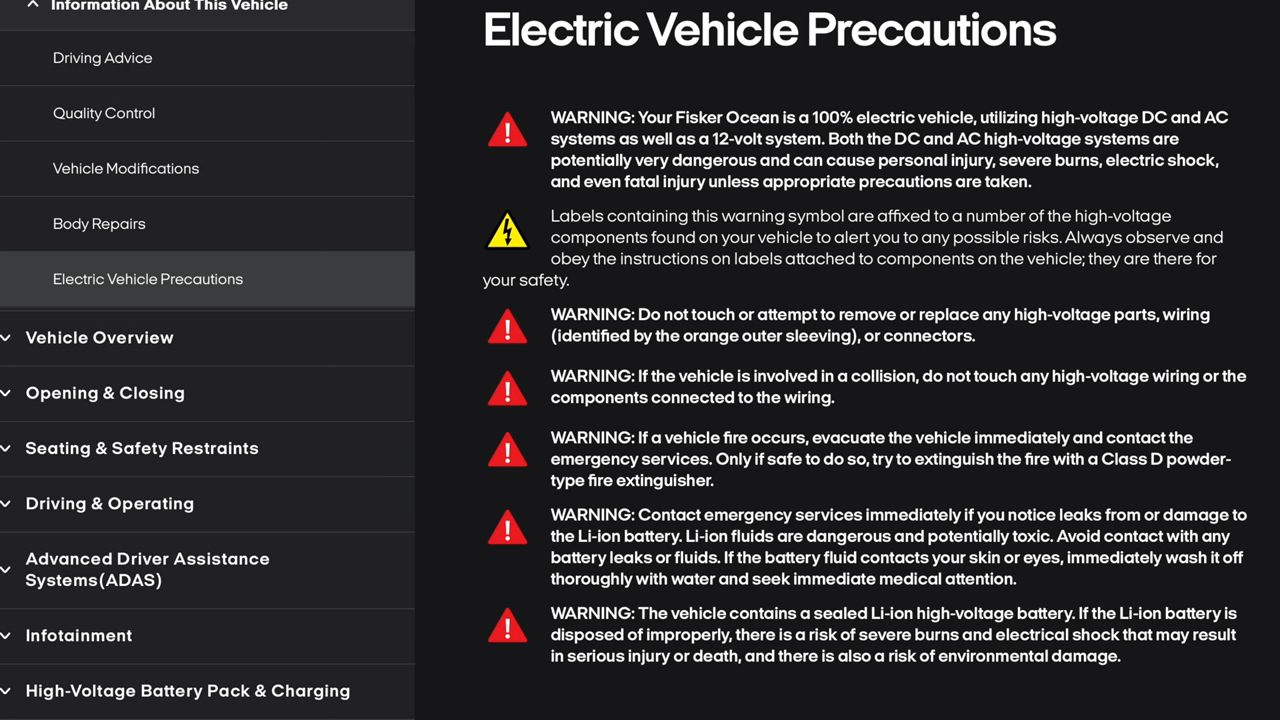 Information About This Vehicle
Driving Advice
Quality Control
Vehicle Modifications
Body Repairs
Electric Vehicle Precautions
Vehicle Overview
Opening & Closing
Seating & Safety Restraints
Driving & Operating
Advanced Driver Assistance
Systems(ADAS)
Infotainment
High-Voltage Battery Pack & Charging
Electric Vehicle Precautions
WARNING: Your Fisker Ocean is a 100% electric vehicle, utilizing high-voltage DC and AC
systems as well as a 12-volt system. Both the DC and AC high-voltage systems are
potentially very dangerous and can cause personal injury, severe burns, electric shock,
and even fatal injury unless appropriate precautions are taken.
Labels containing this warning symbol are affixed to a number of the high-voltage
components found on your vehicle to alert you to any possible risks. Always observe and
obey the instructions on labels attached to components on the vehicle; they are there for
your safety.
WARNING: Do not touch or attempt to remove or replace any high-voltage parts, wiring
(identified by the orange outer sleeving), or connectors.
WARNING: If the vehicle is involved in a collision, do not touch any high-voltage wiring or the
components connected to the wiring.
WARNING: If a vehicle fire occurs, evacuate the vehicle immediately and contact the
emergency services. Only if safe to do so, try to extinguish the fire with a Class D powder-
type fire extinguisher.
WARNING: Contact emergency services immediately if you notice leaks from or damage to
the Li-ion battery. Li-ion fluids are dangerous and potentially toxic. Avoid contact with any
battery leaks or fluids. If the battery fluid contacts your skin or eyes, immediately wash it off
thoroughly with water and seek immediate medical attention.
WARNING: The vehicle contains a sealed Li-ion high-voltage battery. If the Li-ion battery is
disposed of improperly, there is a risk of severe burns and electrical shock that may result
in serious injury or death, and there is also a risk of environmental damage.